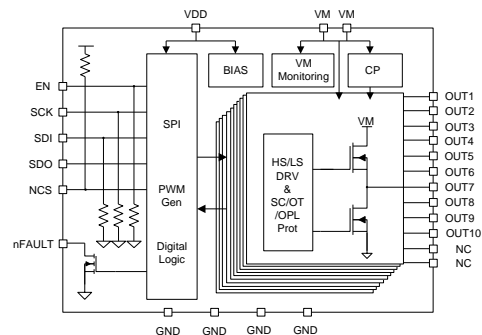 VDD
VM VM
BIAS
VM
Monitoring
CP
EN
SCK
SDI
SDO
NCS
nFAULT
SPI
PWM
Gen
Digital
Logic
HS/LS
DRV
&
SC/OT
/OPL
Prot
VM
OUT1
OUT2
OUT3
OUT4
OUT5
OUT6
OUT7
OUT8
OUT9
OUT10
NC
NC
GND GND GND GND